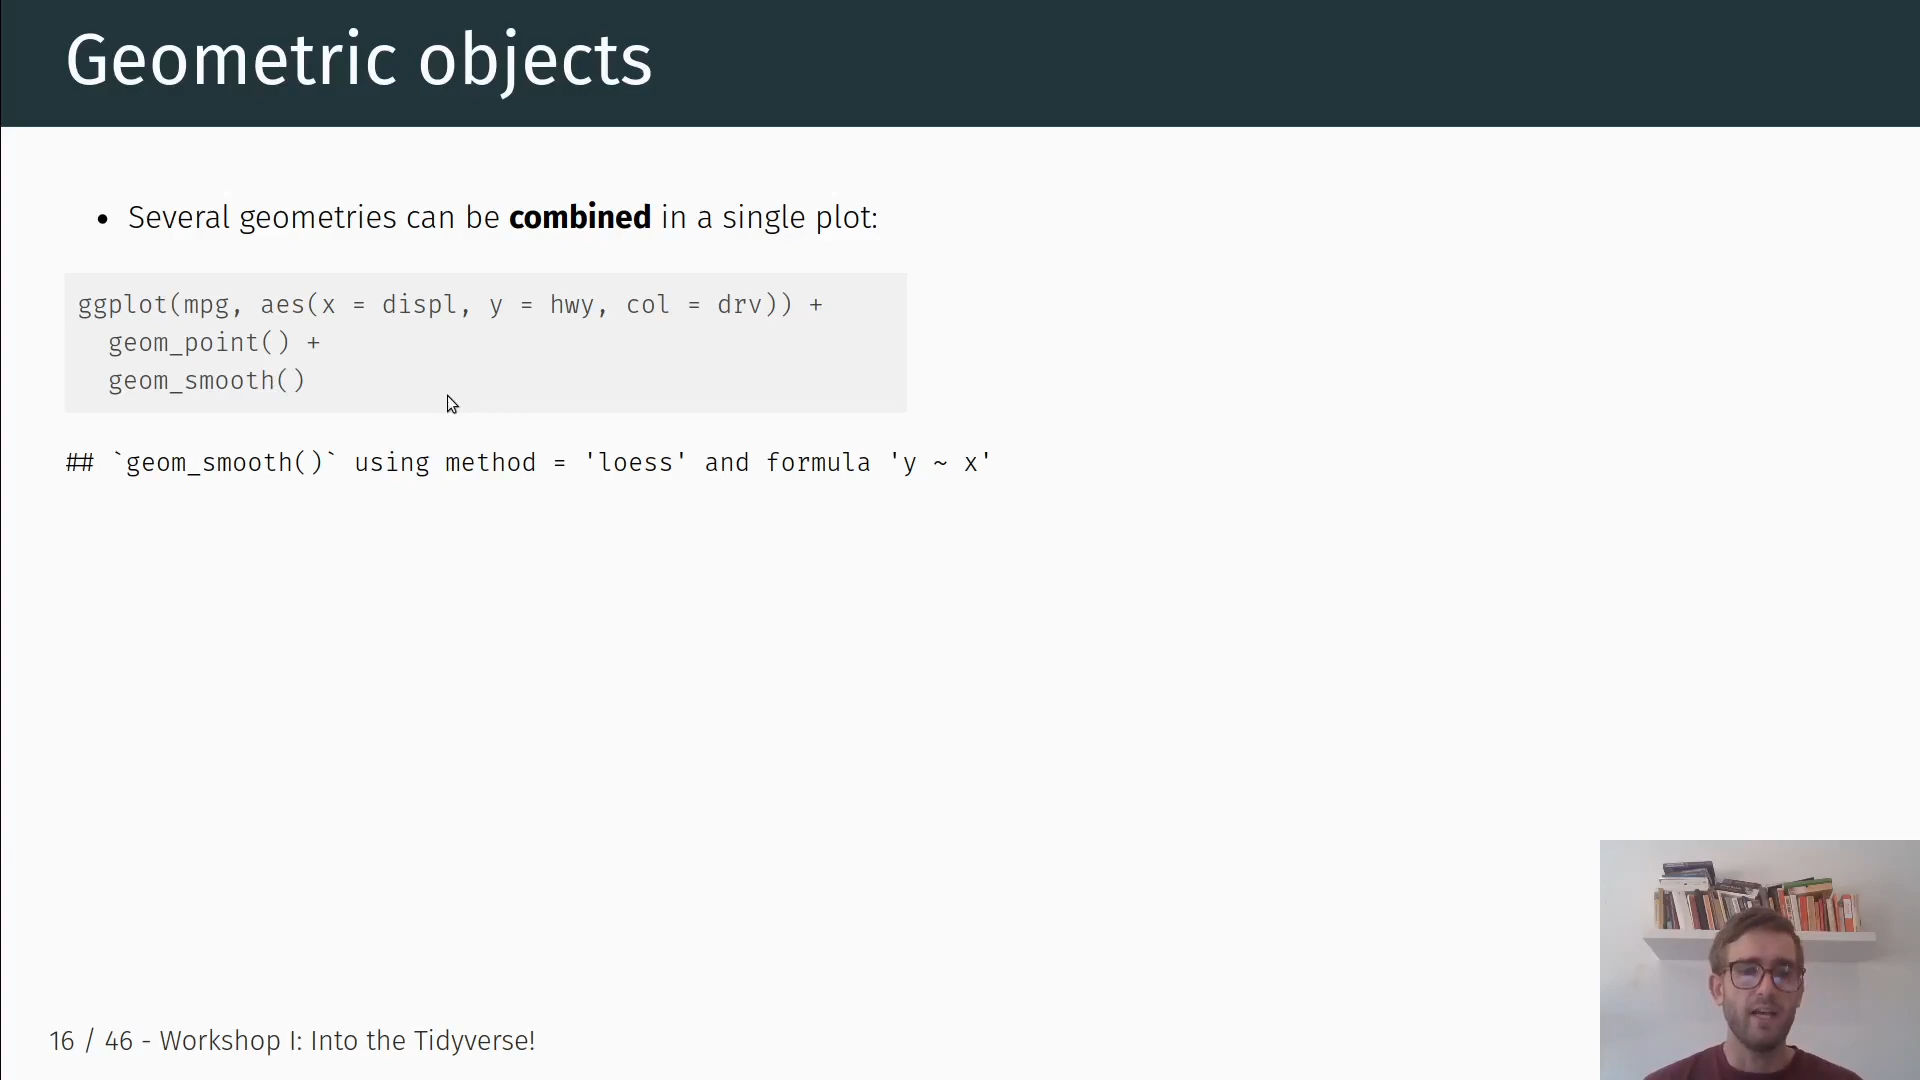 Geometric objects
• Several geometries can be combined in a single plot:
ggplot(mpg, aes(x = displ, y = hwy, col = drv)) +
  geom_point() +
  geom_smooth()
## `geom_smooth()` using method = 'loess' and formula 'y ~ x'
16 / 46 - Workshop I: Into the Tidyverse!